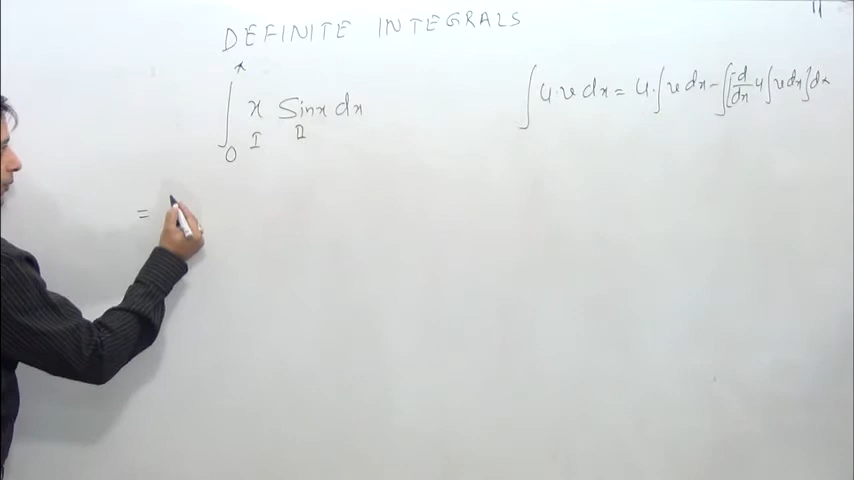 DEFINITE INTEGRALS
∫₀^π x Sinx dx
I II
∫ u.v dx = u.∫v dx - ∫[d/dx u ∫v dx] dx
=